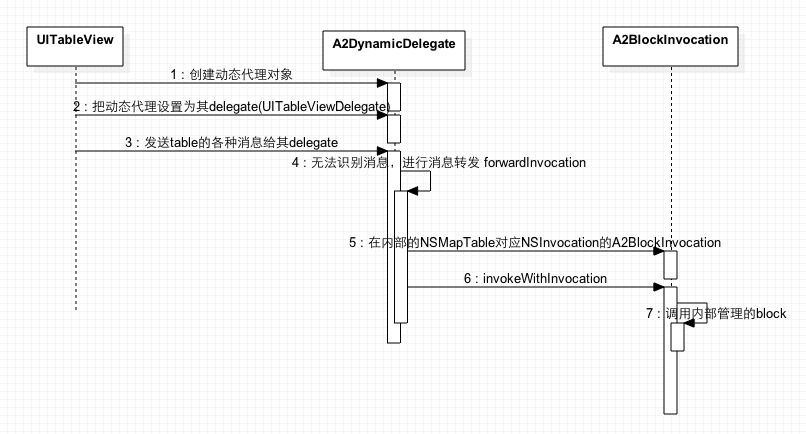 UITableView
A2DynamicDelegate
A2BlockInvocation
1 : 创建动态代理对象
2 : 把动态代理设置为其delegate(UITableViewDelegate)
3 : 发送table的各种消息给其delegate
4 : 无法识别消息，进行消息转发 forwardInvocation
5 : 在内部的NSMapTable对应NSInvocation的A2BlockInvocation
6 : invokeWithInvocation
7 : 调用内部管理的block